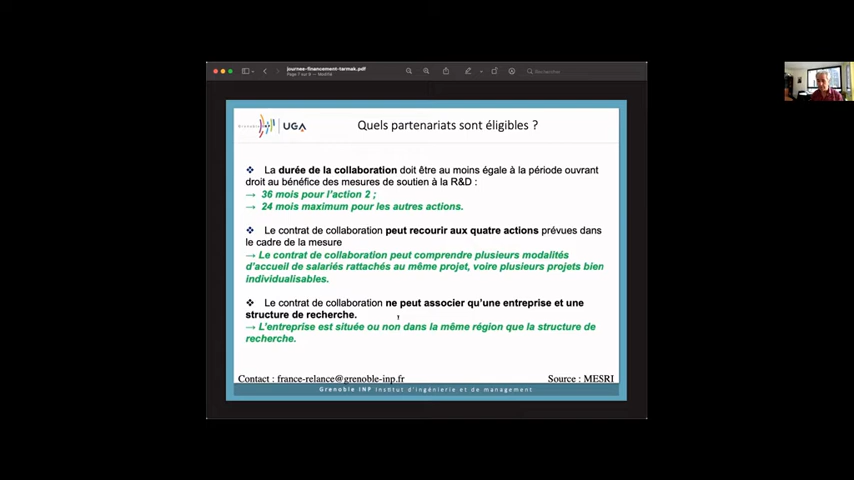 journee-financement-tarmak.pdf
Page 7 sur 9 — Modifié
Recherche
UGA
Quels partenariats sont éligibles ?
❖ La durée de la collaboration doit être au moins égale à la période ouvrant
droit au bénéfice des mesures de soutien à la R&D :
→ 36 mois pour l'action 2 ;
→ 24 mois maximum pour les autres actions.
❖ Le contrat de collaboration peut recourir aux quatre actions prévues dans
le cadre de la mesure
→ Le contrat de collaboration peut comprendre plusieurs modalités
d'accueil de salariés rattachés au même projet, voire plusieurs projets bien
individualisables.
❖ Le contrat de collaboration ne peut associer qu'une entreprise et une
structure de recherche.
→ L'entreprise est située ou non dans la même région que la structure de
recherche.
Contact : france-relance@grenoble-inp.fr Source : MESRI
Grenoble INP Institut d'ingénierie et de management